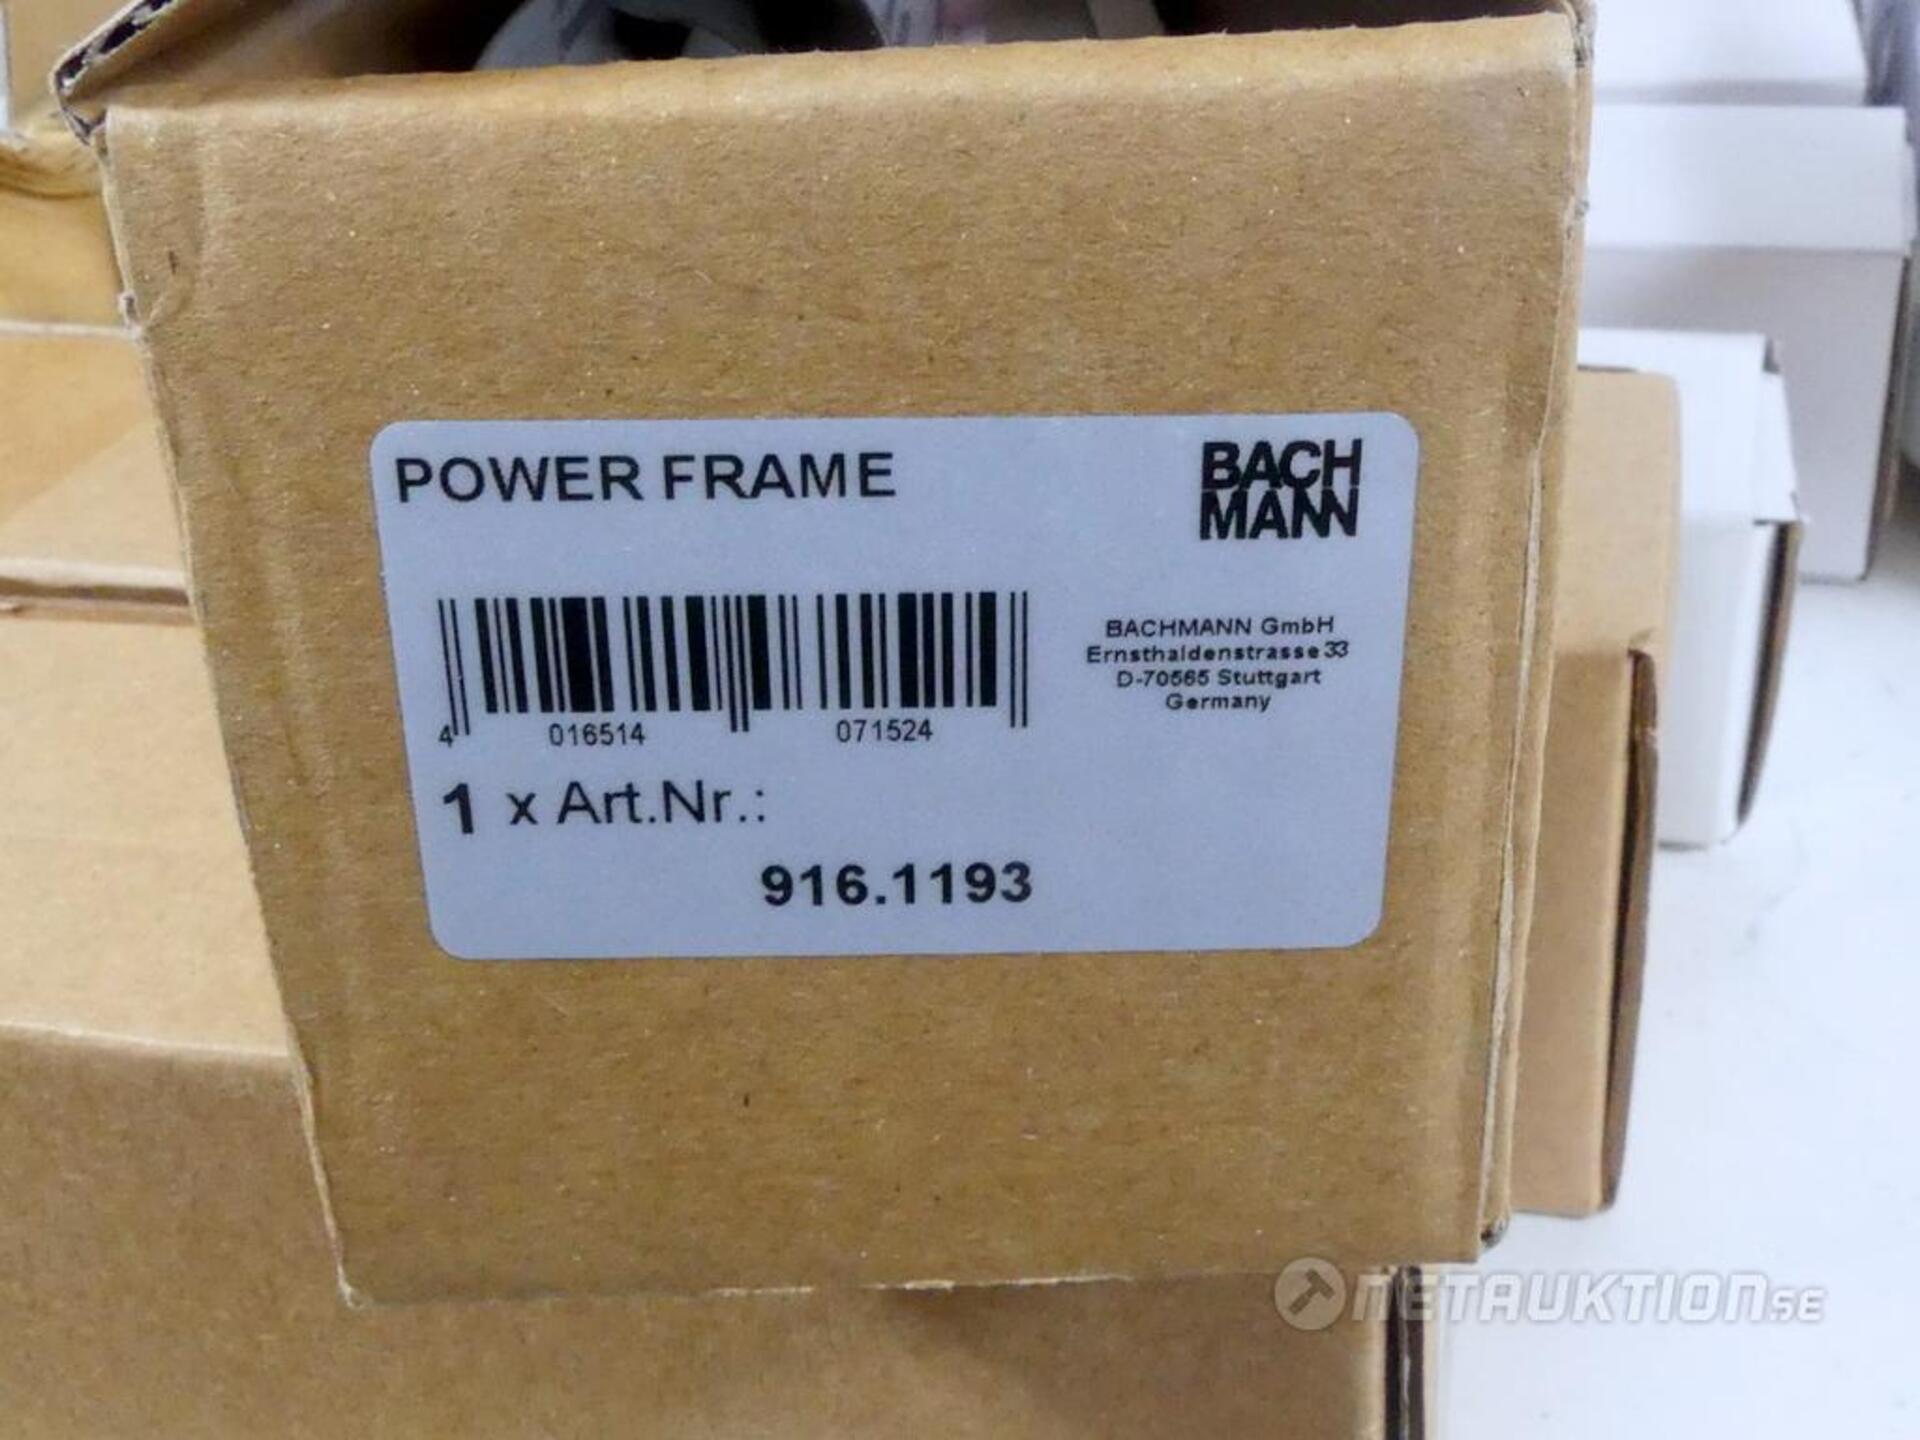 POWER FRAME
BACH
MANN
BACHMANN GmbH
Ernsthaldenstrasse 33
D-70565 Stuttgart
Germany
4 016514 071524
1 x Art.Nr.:
916.1193
NETAUKTION.SE